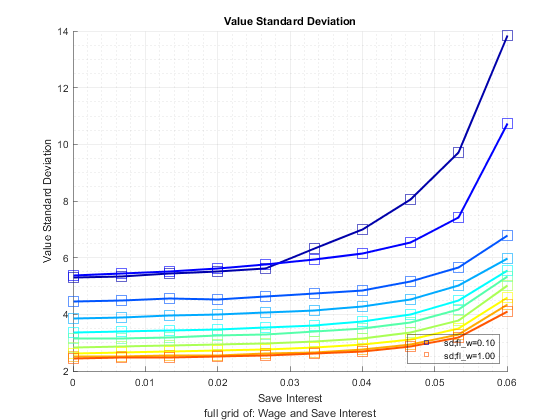 Value Standard Deviation
14
12
10
8
6
4
2
Value Standard Deviation
0
0.01
0.02
0.03
0.04
0.05
0.06
sd;fl_w=0.10
sd;fl_w=1.00
Save Interest
full grid of: Wage and Save Interest